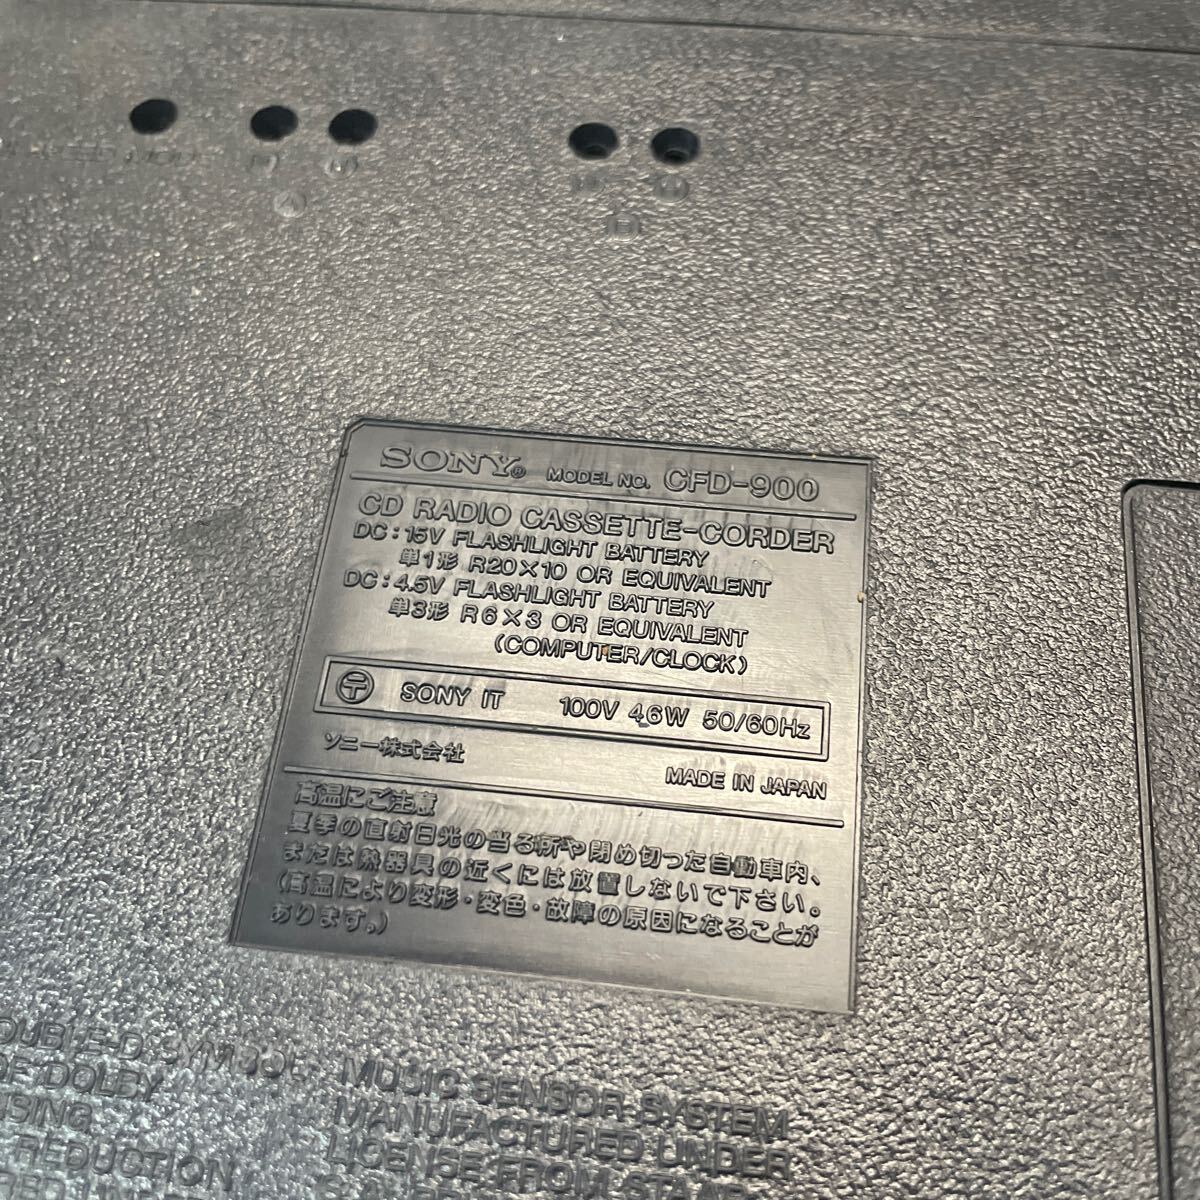 SONY® MODEL NO. CFD-900
CD RADIO CASSETTE-CORDER
DC : 15V FLASHLIGHT BATTERY
単1形 R20×10 OR EQUIVALENT
DC : 4.5V FLASHLIGHT BATTERY
単3形 R6×3 OR EQUIVALENT
(COMPUTER/CLOCK)
〒 SONY IT 100V 46W 50/60Hz
ソニー株式会社
MADE IN JAPAN
高温にご注意
夏季の直射日光の当る所や閉め切った自動車内、
または熱器具の近くには放置しないで下さい。
(高温により変形・変色・故障の原因になることが
あります。)
DOLBY
REDUCTION
MUSIC SENSOR SYSTEM
MANUFACTURED UNDER
LICENSE FROM STAAR